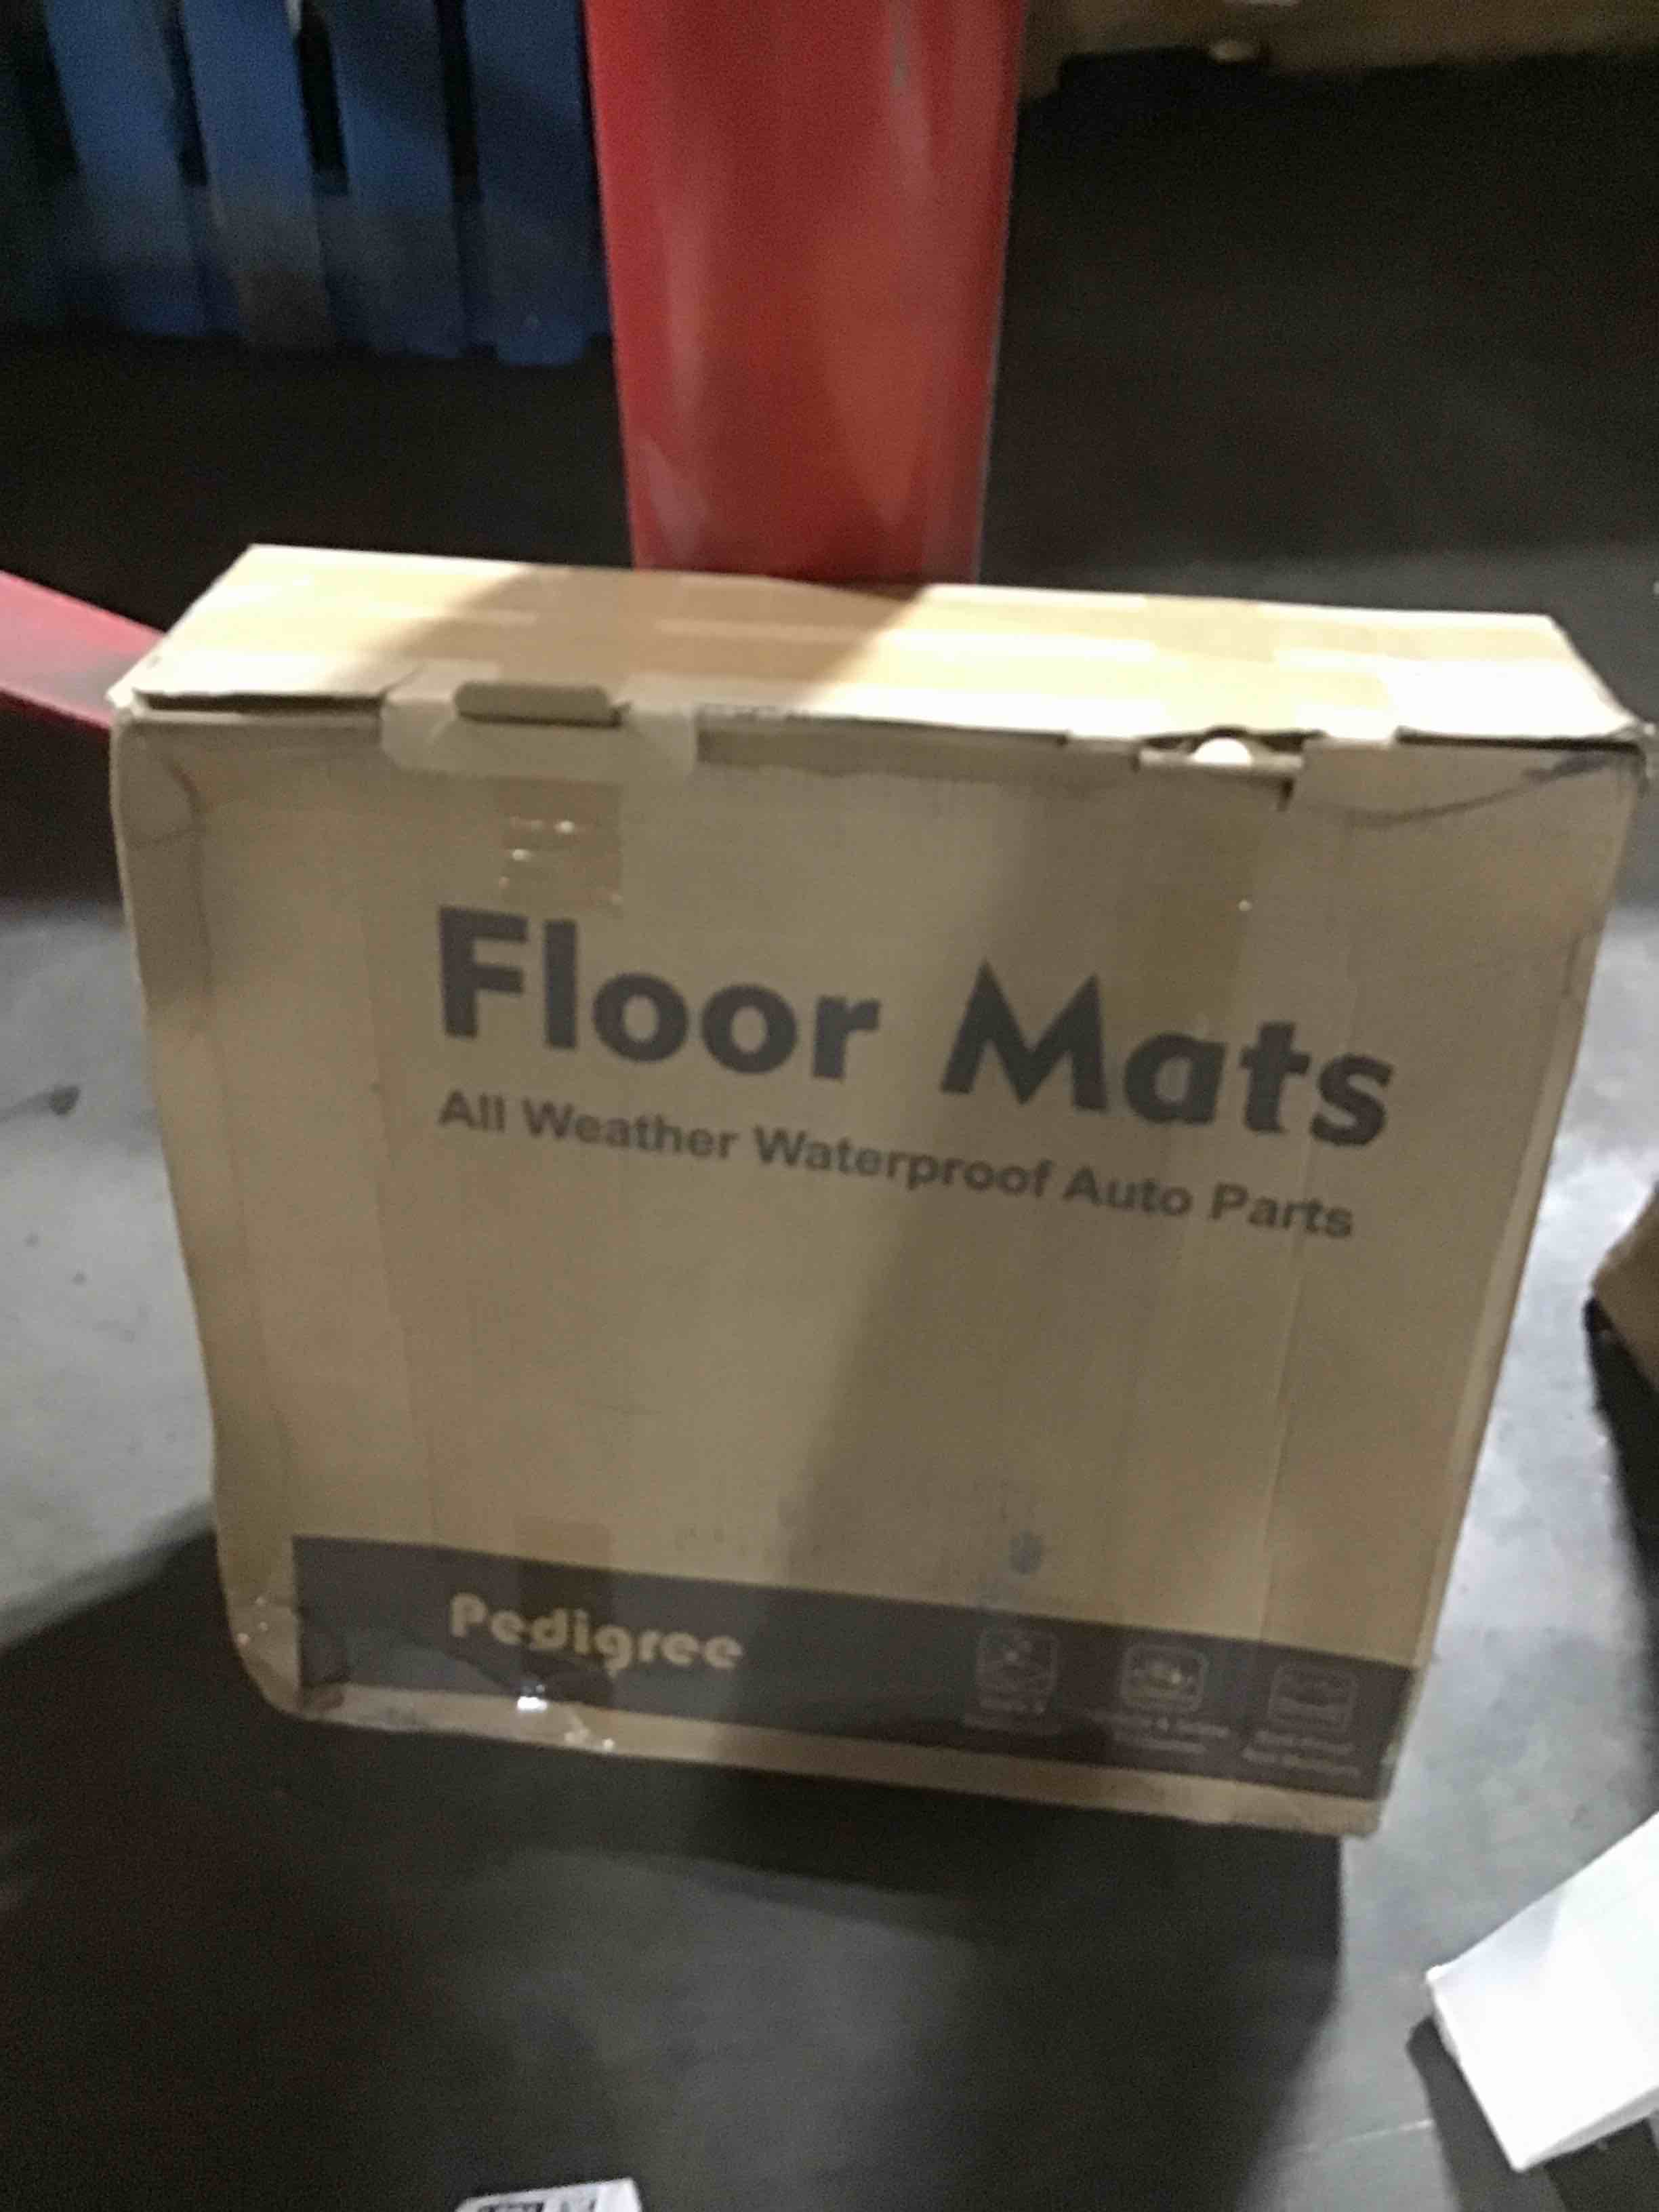 Floor Mats
All Weather Waterproof Auto Parts
Pedigree